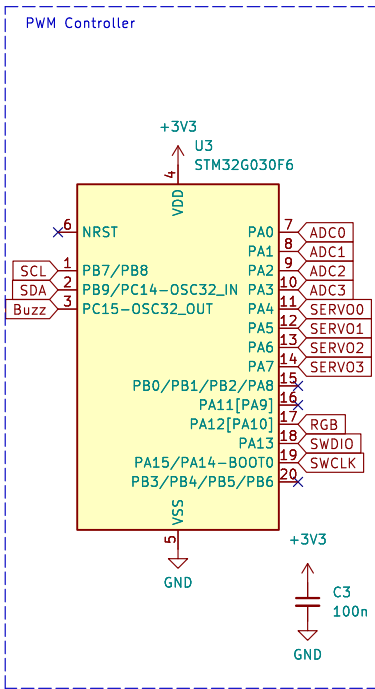 PWM Controller
+3V3
U3
STM32G030F6
4
VDD
6 NRST PA0 7 ADC0
PA1 8 ADC1
SCL 1 PB7/PB8 PA2 9 ADC2
SDA 2 PB9/PC14-OSC32_IN PA3 10 ADC3
Buzz 3 PC15-OSC32_OUT PA4 11 SERVO0
PA5 12 SERVO1
PA6 13 SERVO2
PA7 14 SERVO3
PB0/PB1/PB2/PA8 15
PA11[PA9] 16
PA12[PA10] 17 RGB
PA13 18 SWDIO
PA15/PA14-BOOT0 19 SWCLK
PB3/PB4/PB5/PB6 20
VSS
5
GND
+3V3
C3
100n
GND